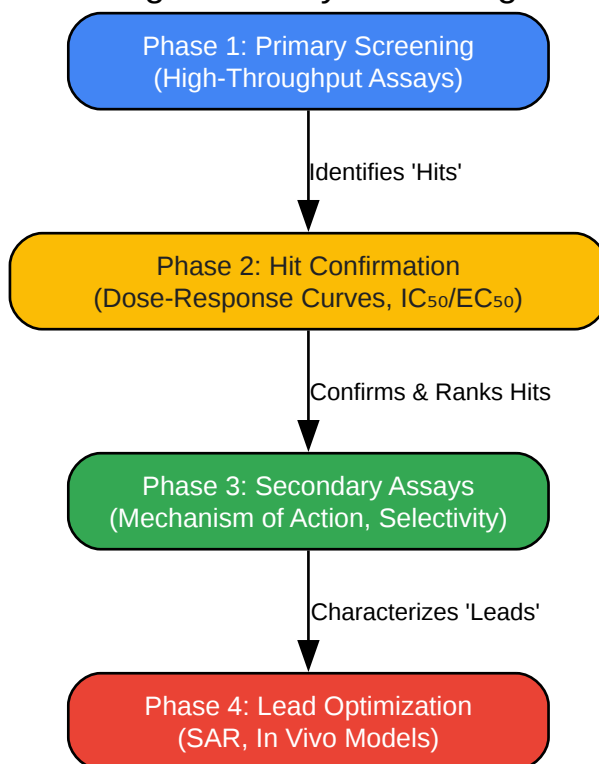 Phase 1: Primary Screening
(High-Throughput Assays)
Identifies 'Hits'
Phase 2: Hit Confirmation
(Dose-Response Curves, IC₅₀/EC₅₀)
Confirms & Ranks Hits
Phase 3: Secondary Assays
(Mechanism of Action, Selectivity)
Characterizes 'Leads'
Phase 4: Lead Optimization
(SAR, In Vivo Models)